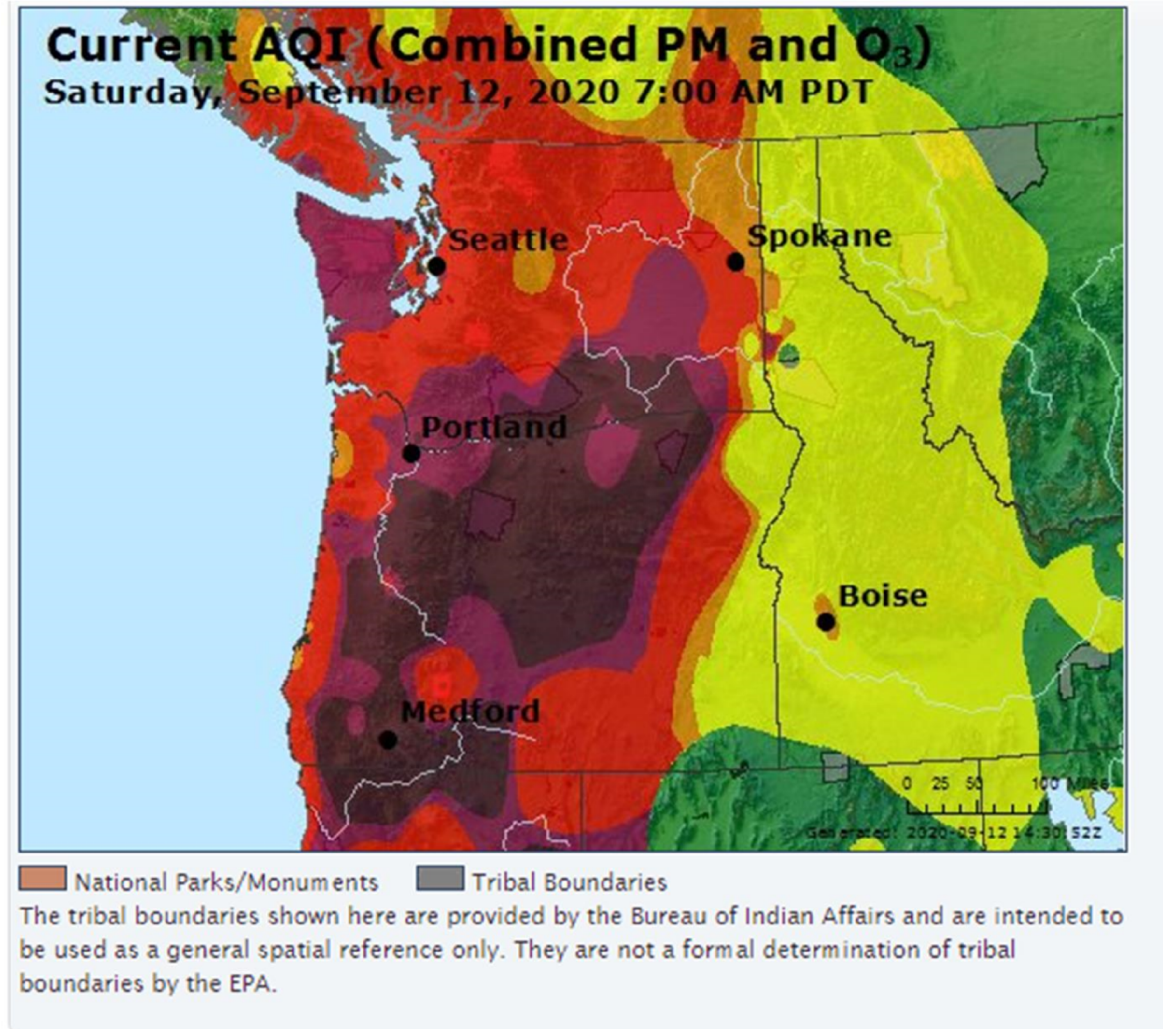 Current AQI (Combined PM and O₃)
Saturday, September 12, 2020 7:00 AM PDT
Seattle
Spokane
Portland
Boise
Medford
0 25 50 100 Miles
Generated: 2020-09-12 14:30:52Z
National Parks/Monuments Tribal Boundaries
The tribal boundaries shown here are provided by the Bureau of Indian Affairs and are intended to
be used as a general spatial reference only. They are not a formal determination of tribal
boundaries by the EPA.